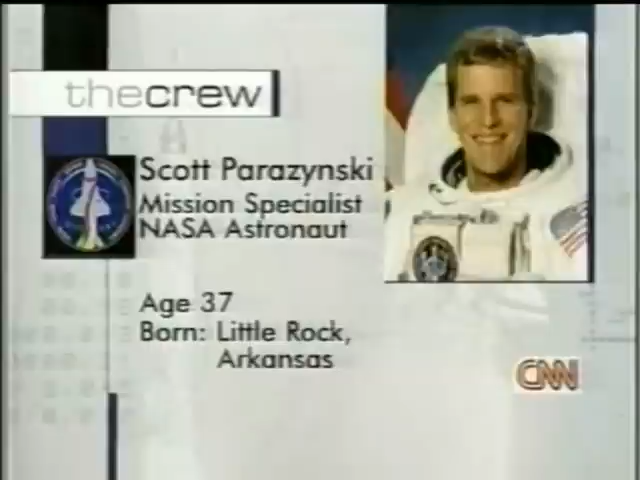 thecrew
Scott Parazynski
Mission Specialist
NASA Astronaut
Age 37
Born: Little Rock,
Arkansas
CNN